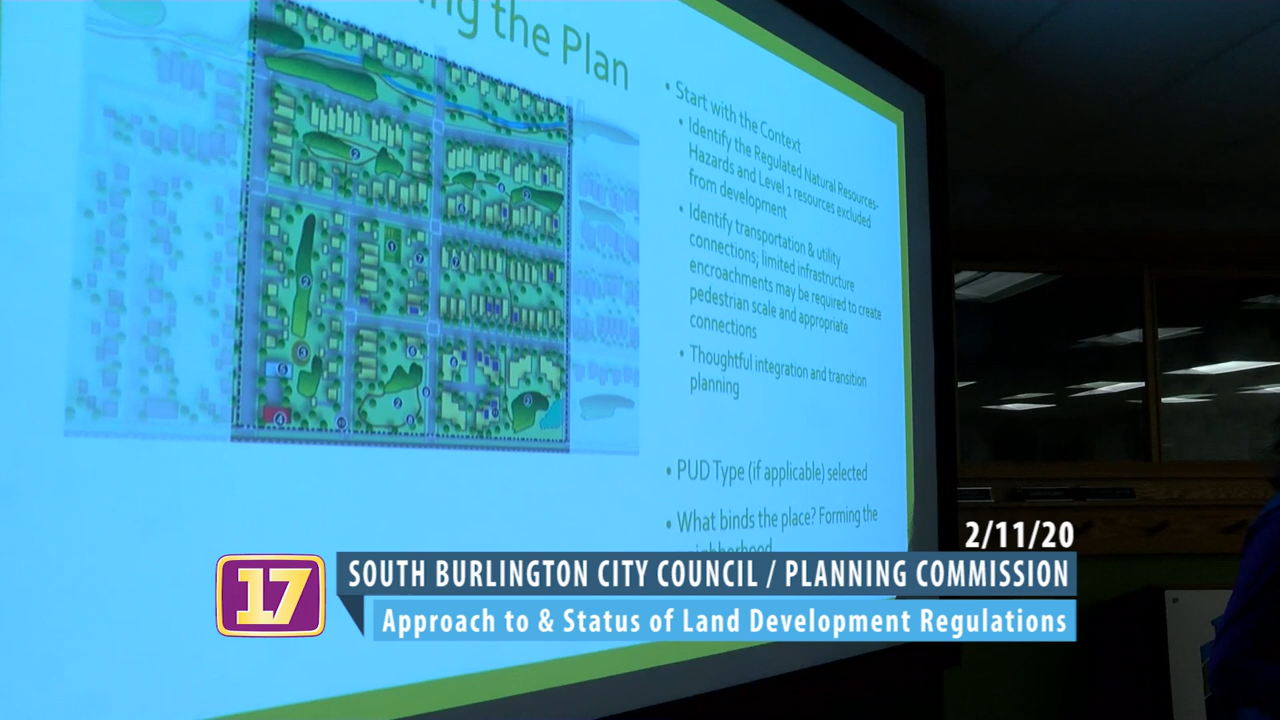 ng the Plan
• Start with the Context
• Identify the Regulated Natural Resources-
Hazards and Level 1 resources excluded
from development
• Identify transportation & utility
connections; limited infrastructure
encroachments may be required to create
pedestrian scale and appropriate
connections
• Thoughtful integration and transition
planning
• PUD Type (if applicable) selected
• What binds the place? Forming the
2/11/20
17
SOUTH BURLINGTON CITY COUNCIL / PLANNING COMMISSION
Approach to & Status of Land Development Regulations